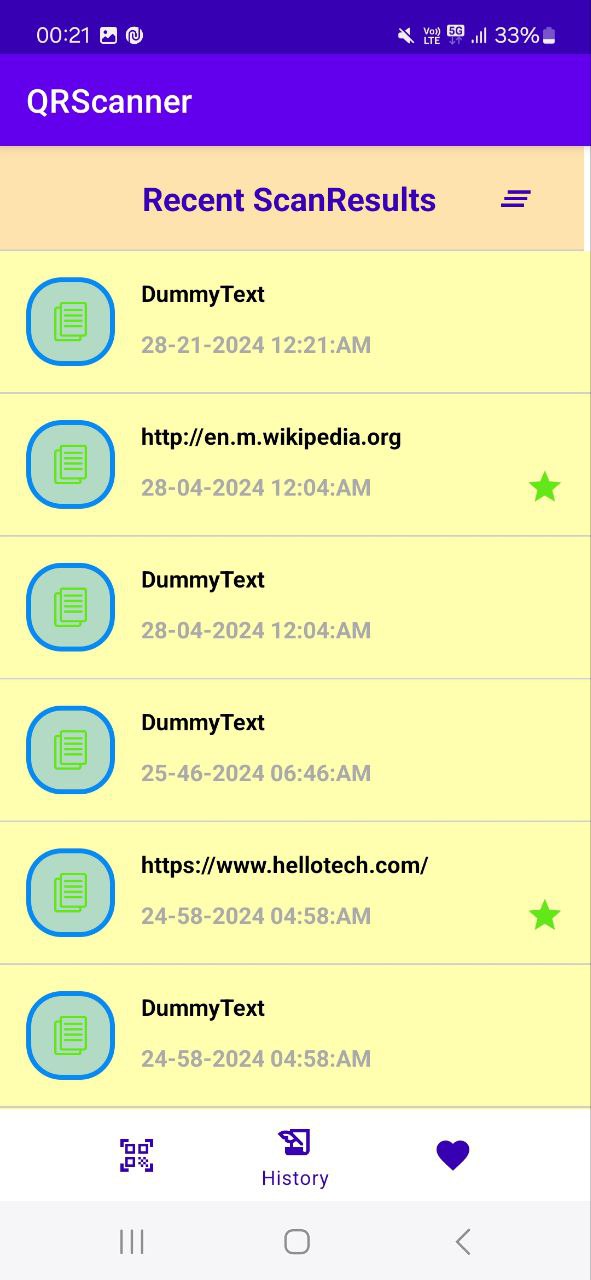 00:21 Vo)) LTE 5G 33%
QRScanner
Recent ScanResults
DummyText
28-21-2024 12:21:AM
http://en.m.wikipedia.org
28-04-2024 12:04:AM
DummyText
28-04-2024 12:04:AM
DummyText
25-46-2024 06:46:AM
https://www.hellotech.com/
24-58-2024 04:58:AM
DummyText
24-58-2024 04:58:AM
History